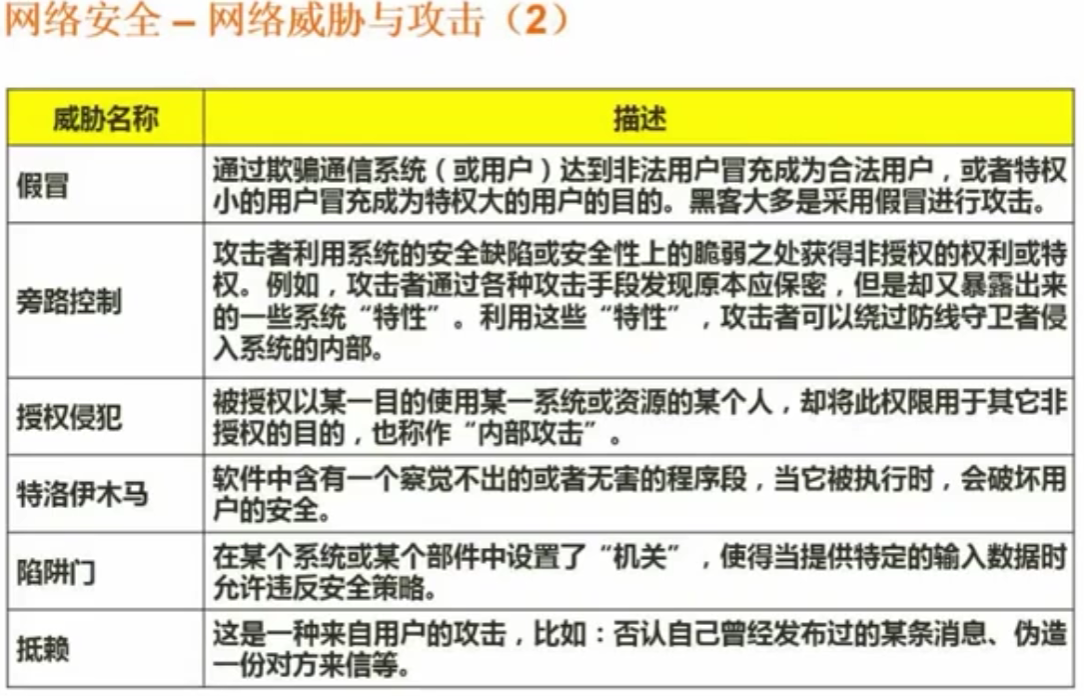 网络安全 – 网络威胁与攻击（2）
威胁名称
描述
假冒
通过欺骗通信系统（或用户）达到非法用户冒充成为合法用户，或者特权
小的用户冒充成为特权大的用户的目的。黑客大多是采用假冒进行攻击。
旁路控制
攻击者利用系统的安全缺陷或安全性上的脆弱之处获得非授权的权利或特
权。例如，攻击者通过各种攻击手段发现原本应保密，但是却又暴露出来
的一些系统“特性”。利用这些“特性”，攻击者可以绕过防线守卫者侵
入系统的内部。
授权侵犯
被授权以某一目的使用某一系统或资源的某个人，却将此权限用于其它非
授权的目的，也称作“内部攻击”。
特洛伊木马
软件中含有一个察觉不出的或者无害的程序段，当它被执行时，会破坏用
户的安全。
陷阱门
在某个系统或某个部件中设置了“机关”，使得当提供特定的输入数据时
允许违反安全策略。
抵赖
这是一种来自用户的攻击，比如：否认自己曾经发布过的某条消息、伪造
一份对方来信等。